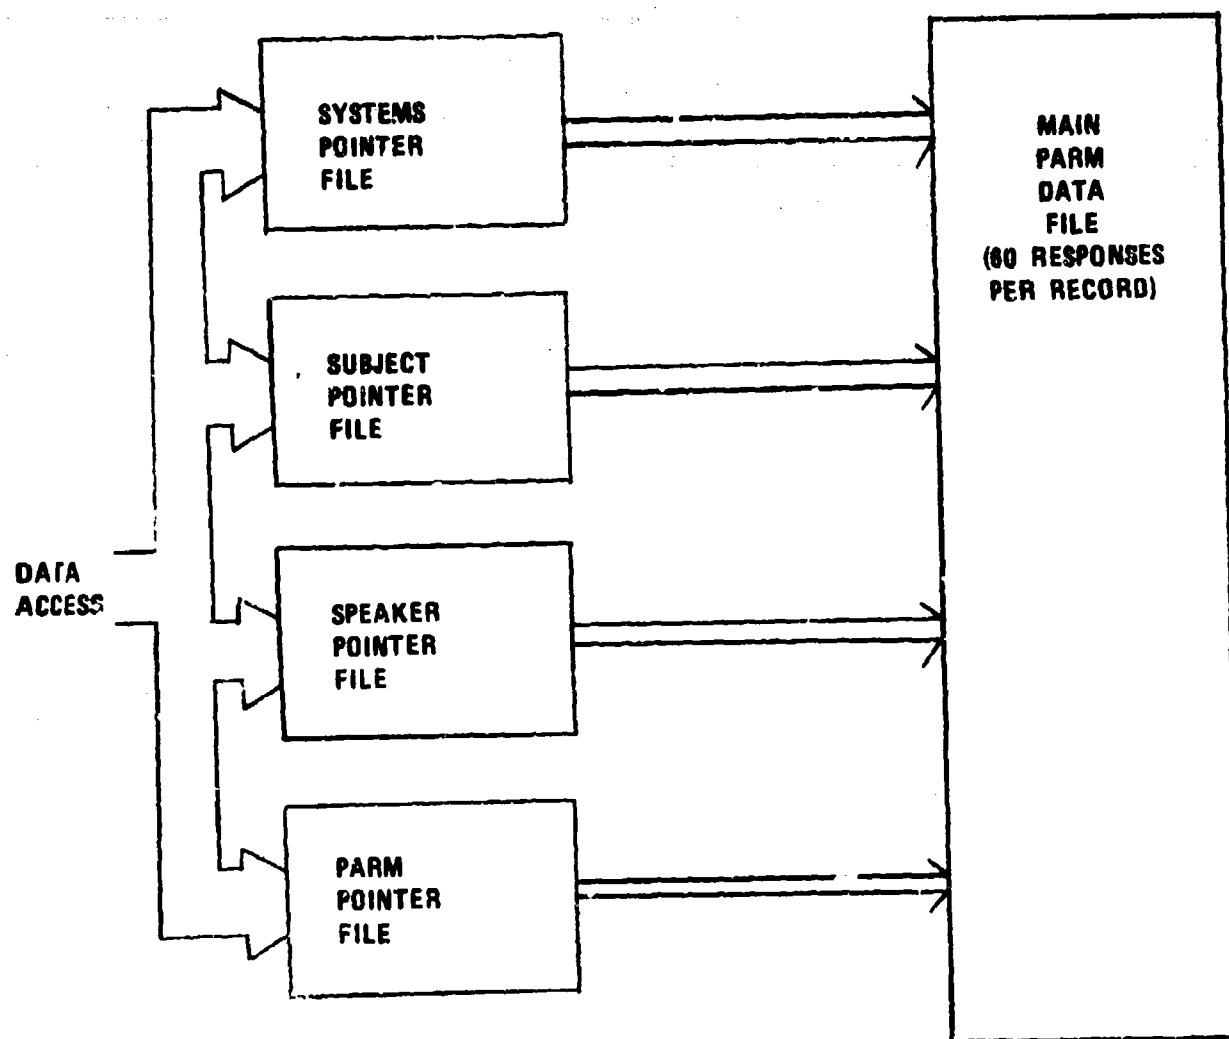 SYSTEMS
POINTER
FILE
MAIN
PARM
DATA
FILE
(60 RESPONSES
PER RECORD)
SUBJECT
POINTER
FILE
DATA
ACCESS
SPEAKER
POINTER
FILE
PARM
POINTER
FILE